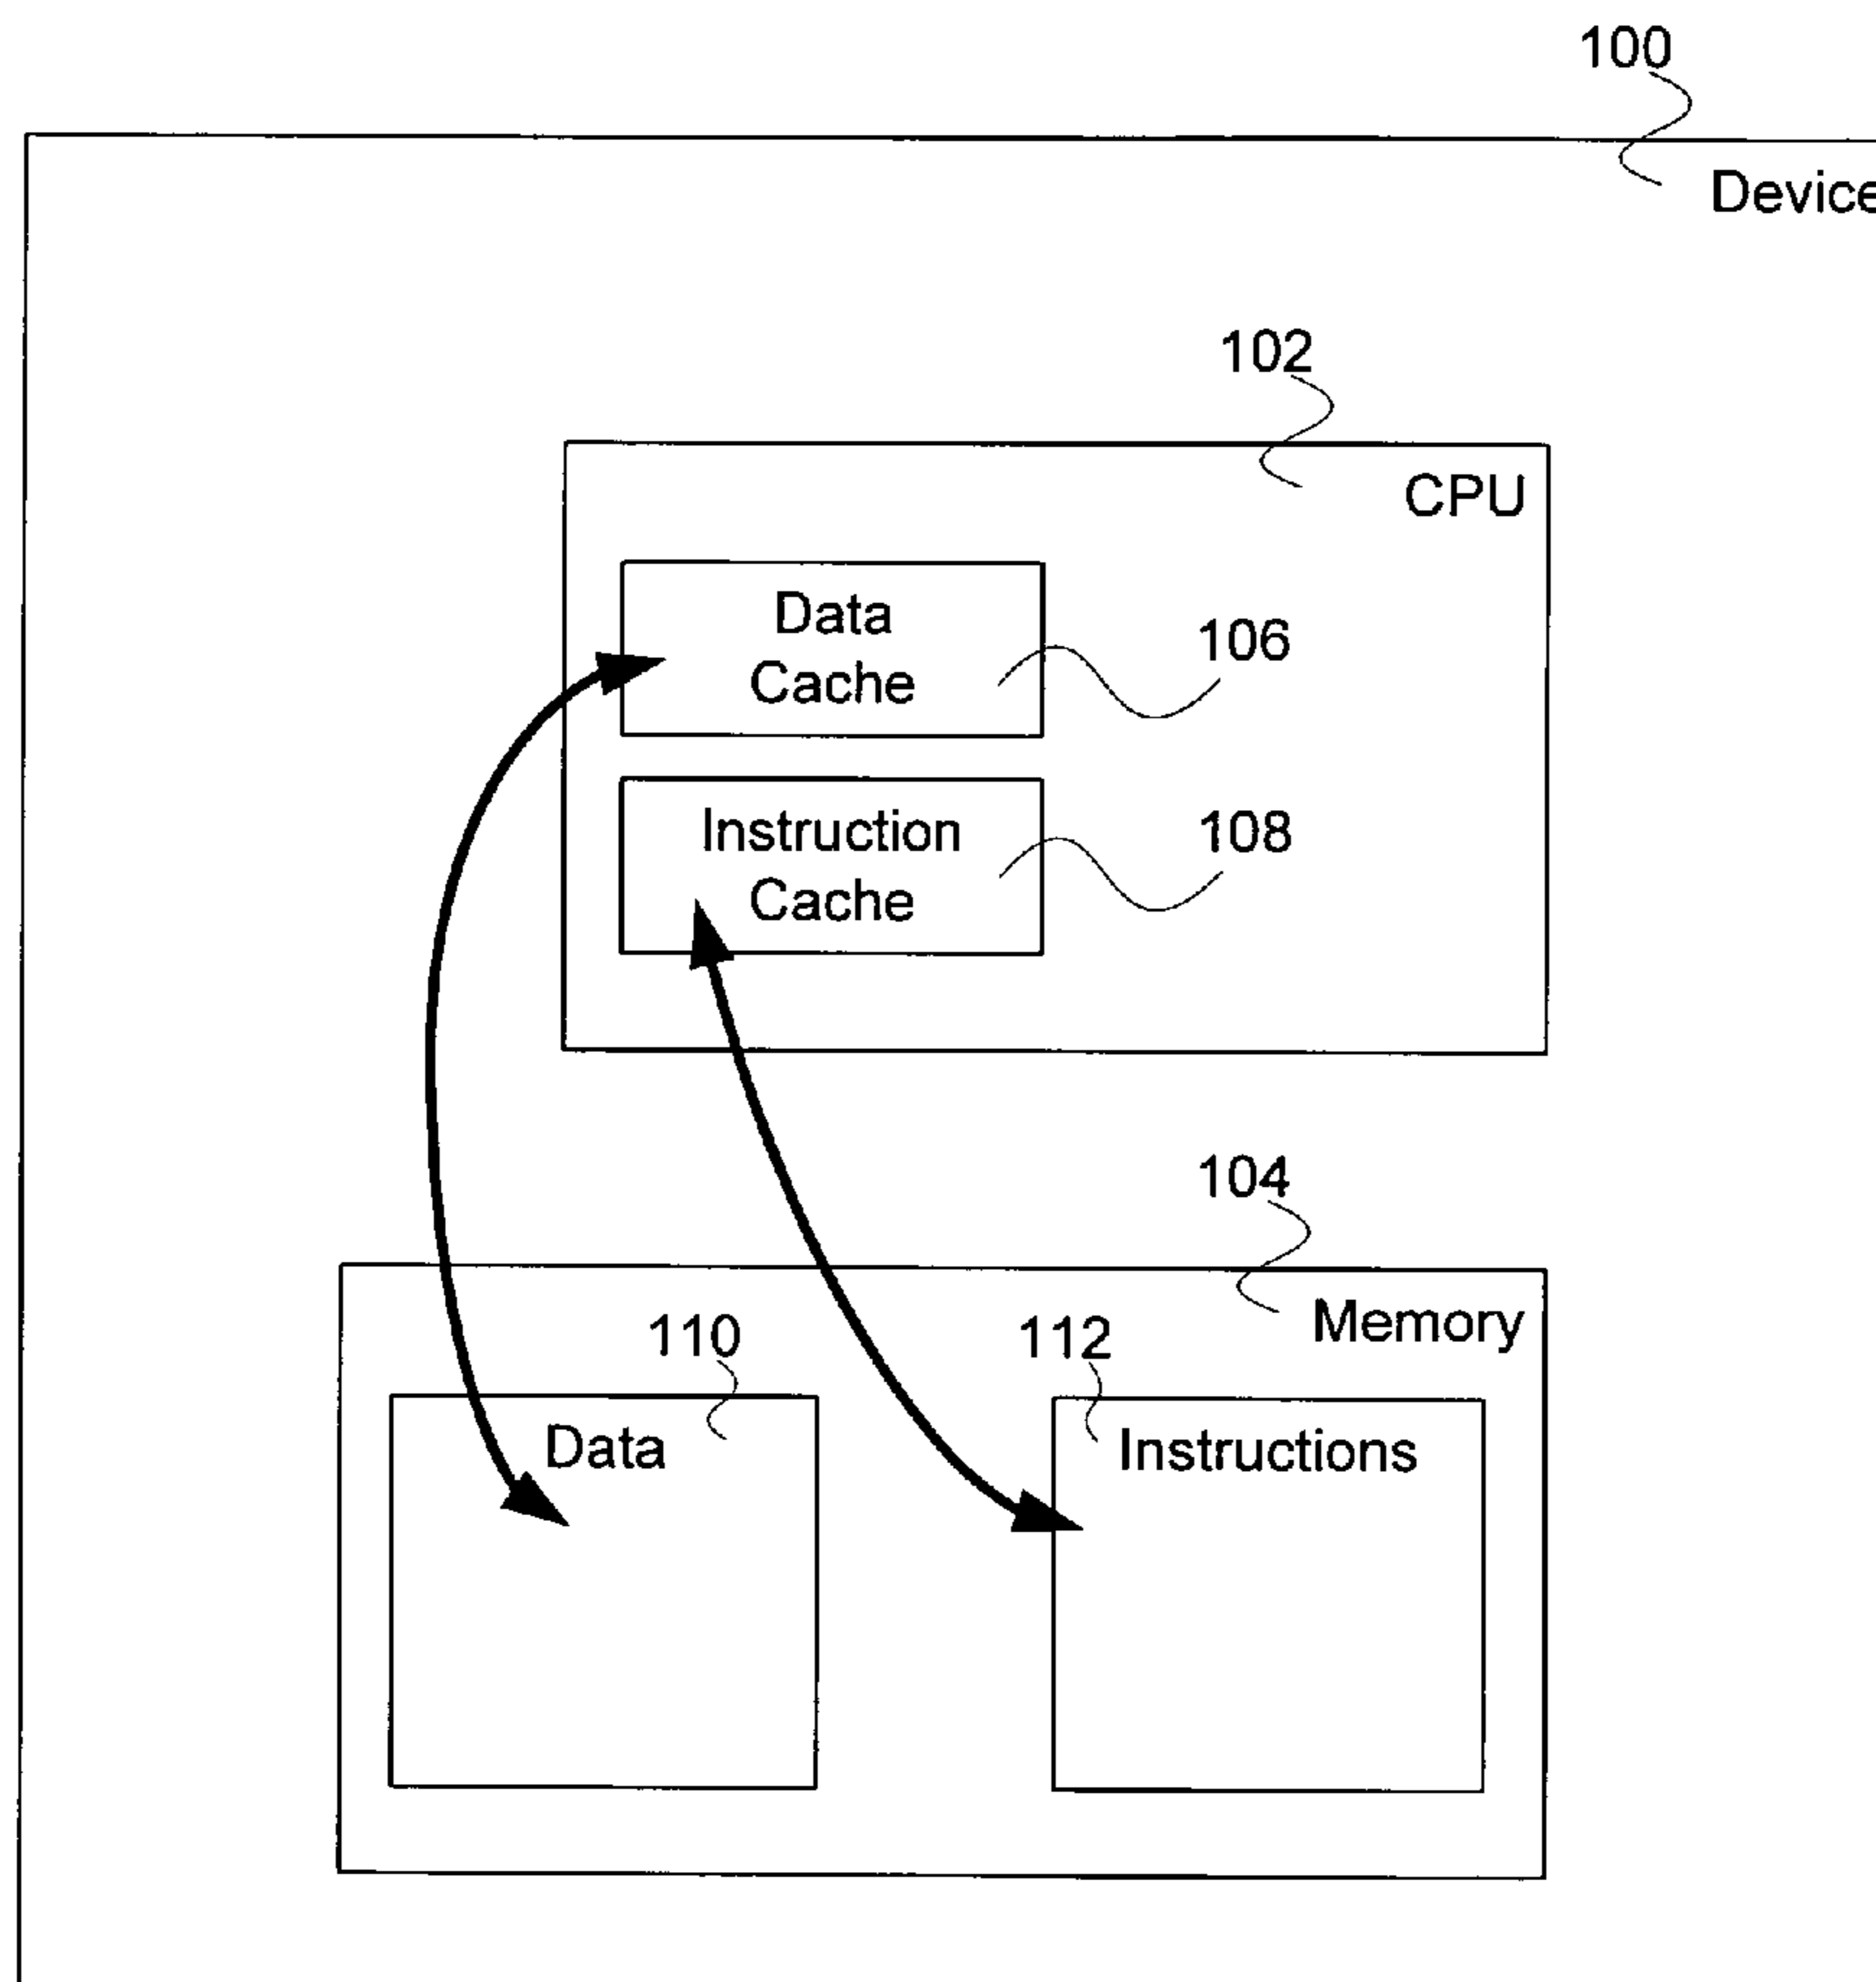 100
Device
102
CPU
Data
Cache
106
Instruction
Cache
108
104
Memory
110
Data
112
Instructions